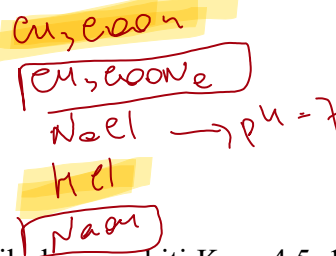 CH3COOH
CH3COONa
NaCl → pH = 7
HCl
NaOH